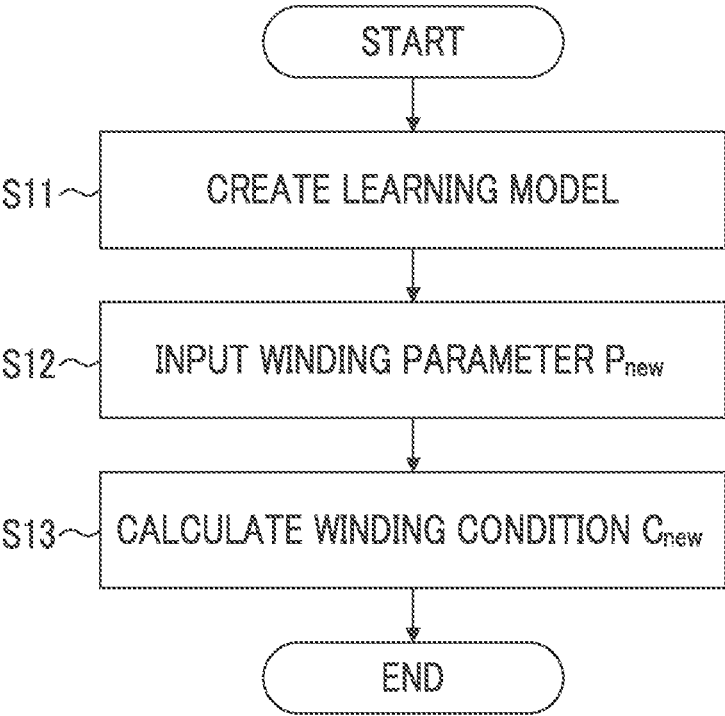 START
S11
CREATE LEARNING MODEL
S12
INPUT WINDING PARAMETER Pnew
S13
CALCULATE WINDING CONDITION Cnew
END